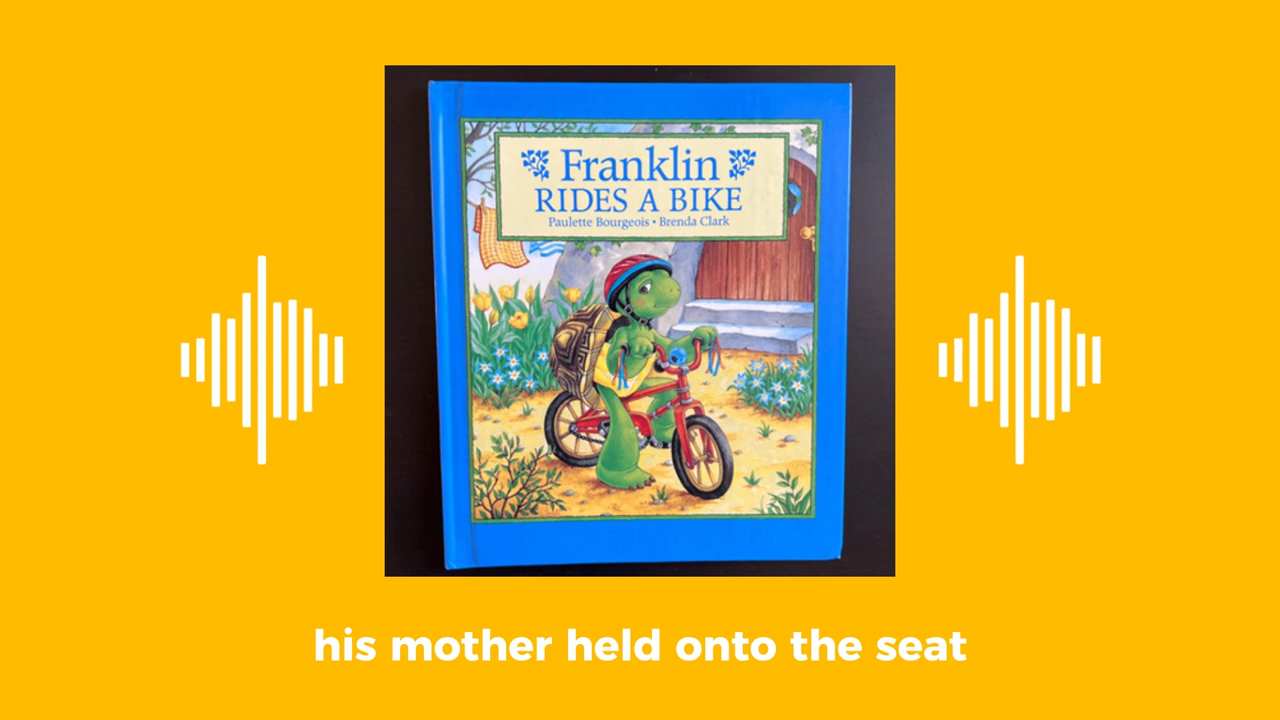 Franklin
RIDES A BIKE
Paulette Bourgeois • Brenda Clark
his mother held onto the seat